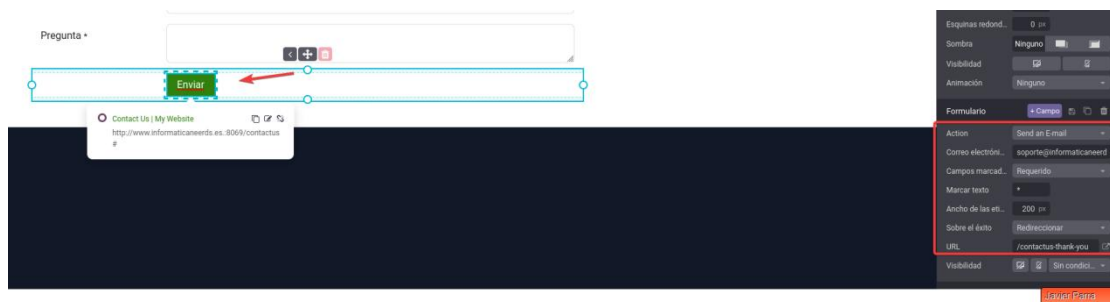 Pregunta *
Enviar
Contact Us | My Website
http://www.informaticaneerds.es.:8069/contactus
#
Esquinas redond...
0 px
Sombra
Ninguno
Visibilidad
Animación
Ninguno
Formulario
+ Campo
Action
Send an E-mail
Correo electróni...
soporte@informaticaneerd
Campos marcad...
Requerido
Marcar texto
*
Ancho de las eti...
200 px
Sobre el éxito
Redireccionar
URL
/contactus-thank-you
Visibilidad
Sin condici...
Javier Parra